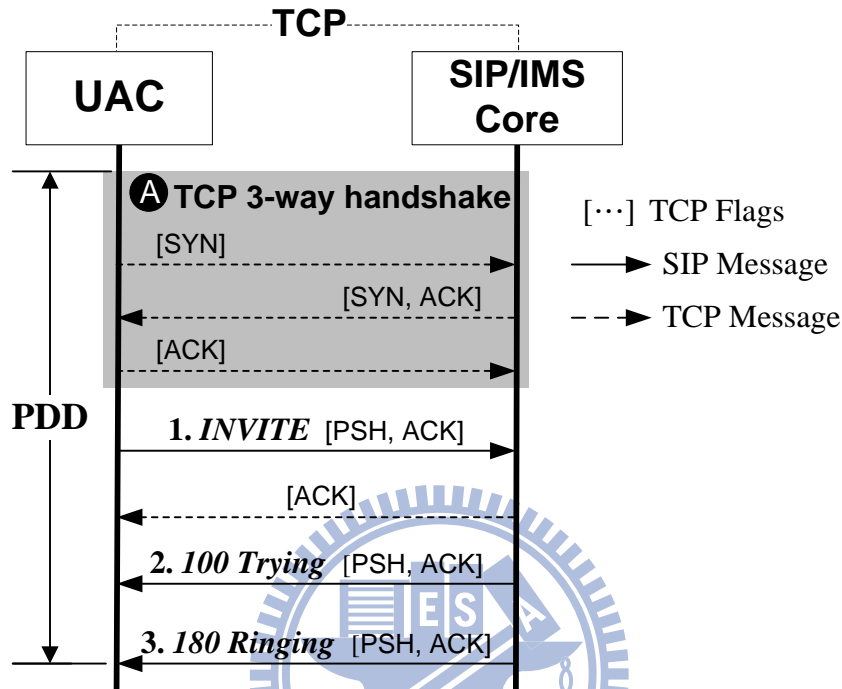 TCP
UAC
SIP/IMS
Core
A TCP 3-way handshake
[SYN]
[SYN, ACK]
[ACK]
[⋯] TCP Flags
SIP Message
TCP Message
PDD
1. INVITE [PSH, ACK]
[ACK]
2. 100 Trying [PSH, ACK]
3. 180 Ringing [PSH, ACK]
E S A